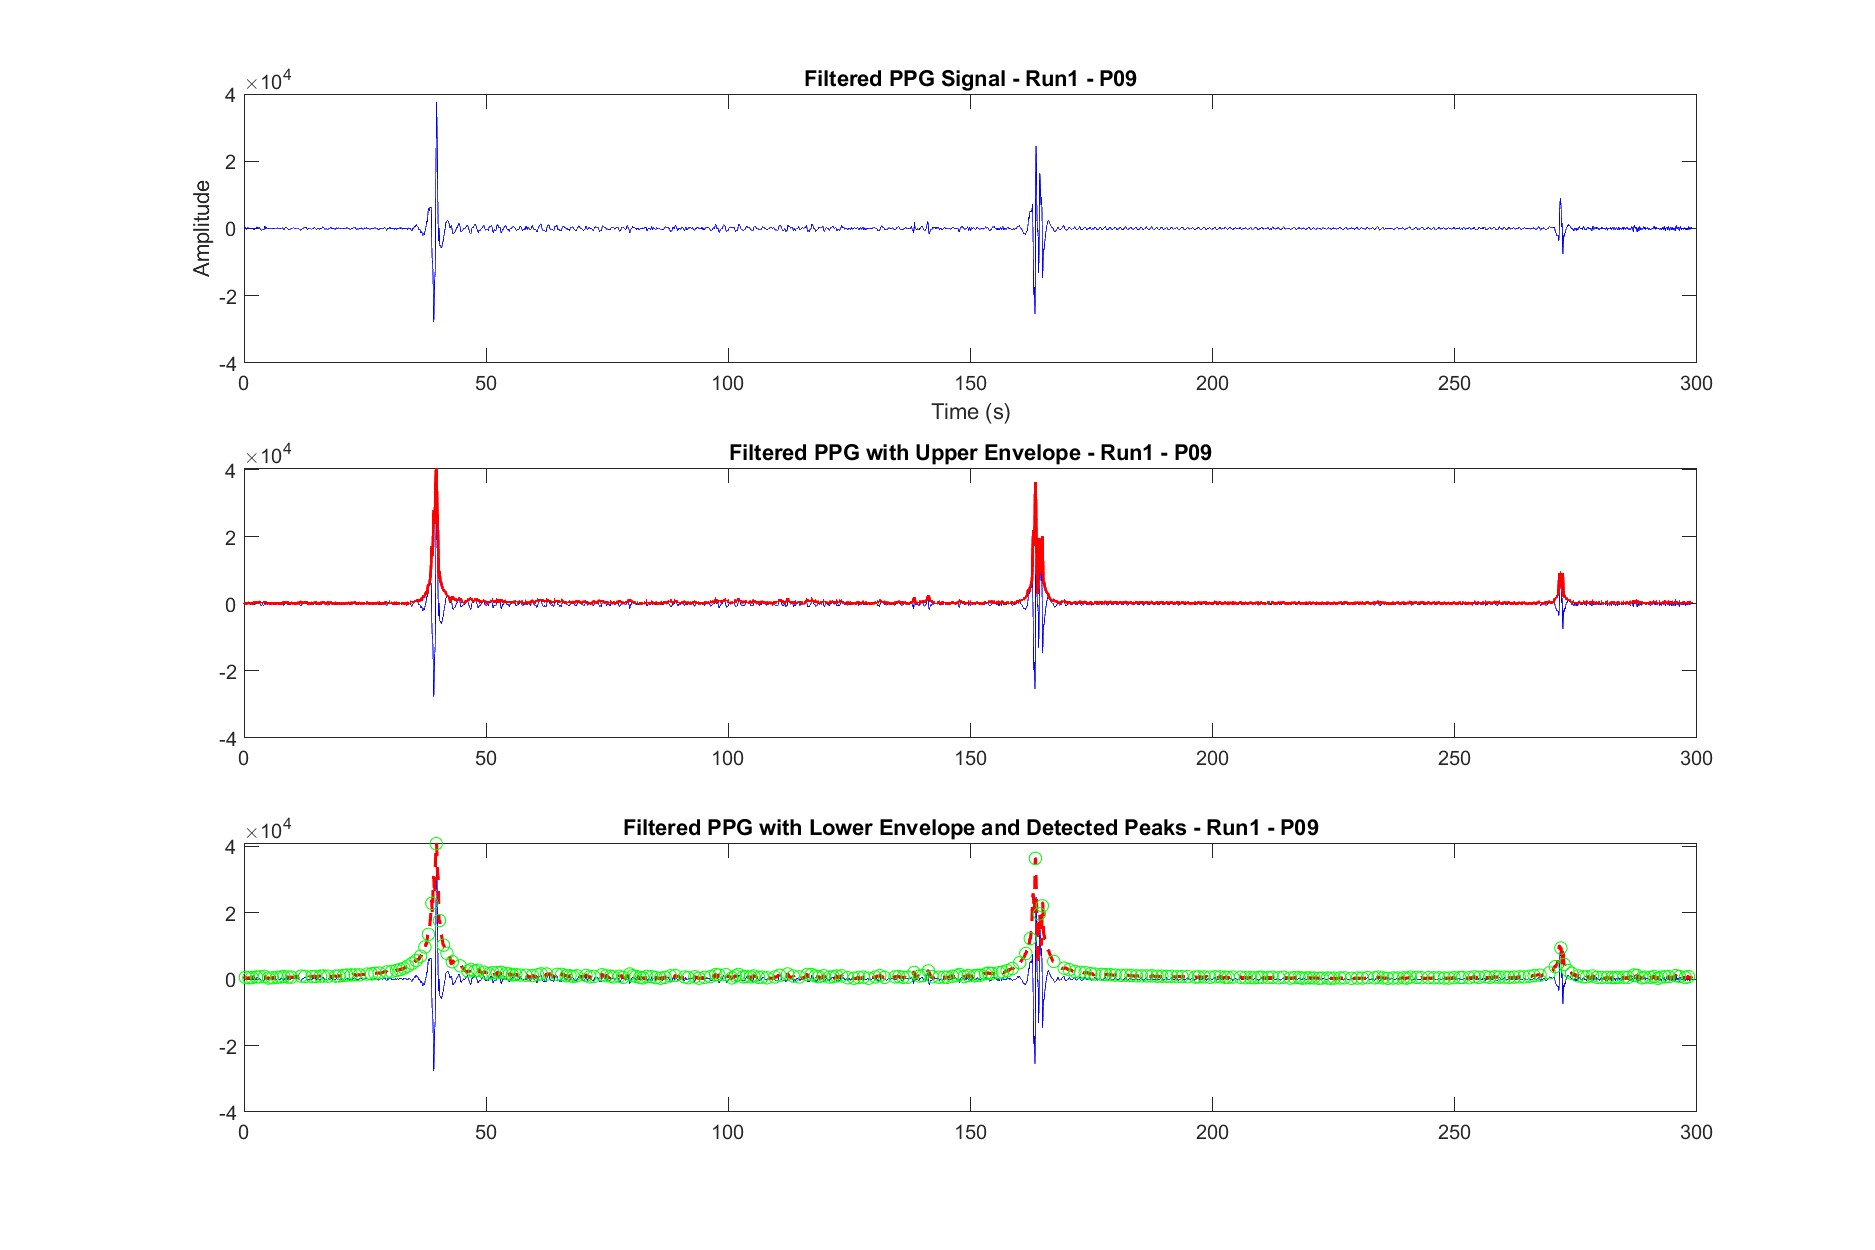 Filtered PPG Signal - Run1 - P09
×10⁴
4
2
0
-2
-4
Amplitude
0 50 100 150 200 250 300
Time (s)
Filtered PPG with Upper Envelope - Run1 - P09
×10⁴
4
2
0
-2
-4
0 50 100 150 200 250 300
Filtered PPG with Lower Envelope and Detected Peaks - Run1 - P09
×10⁴
4
2
0
-2
-4
0 50 100 150 200 250 300